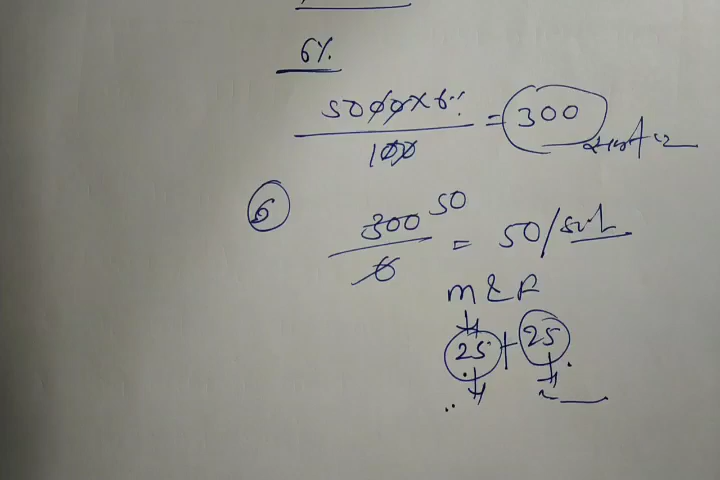 6%
5000×6% / 100 = 300
6
300 50 / 6 = 50/
M & F
25 + 25